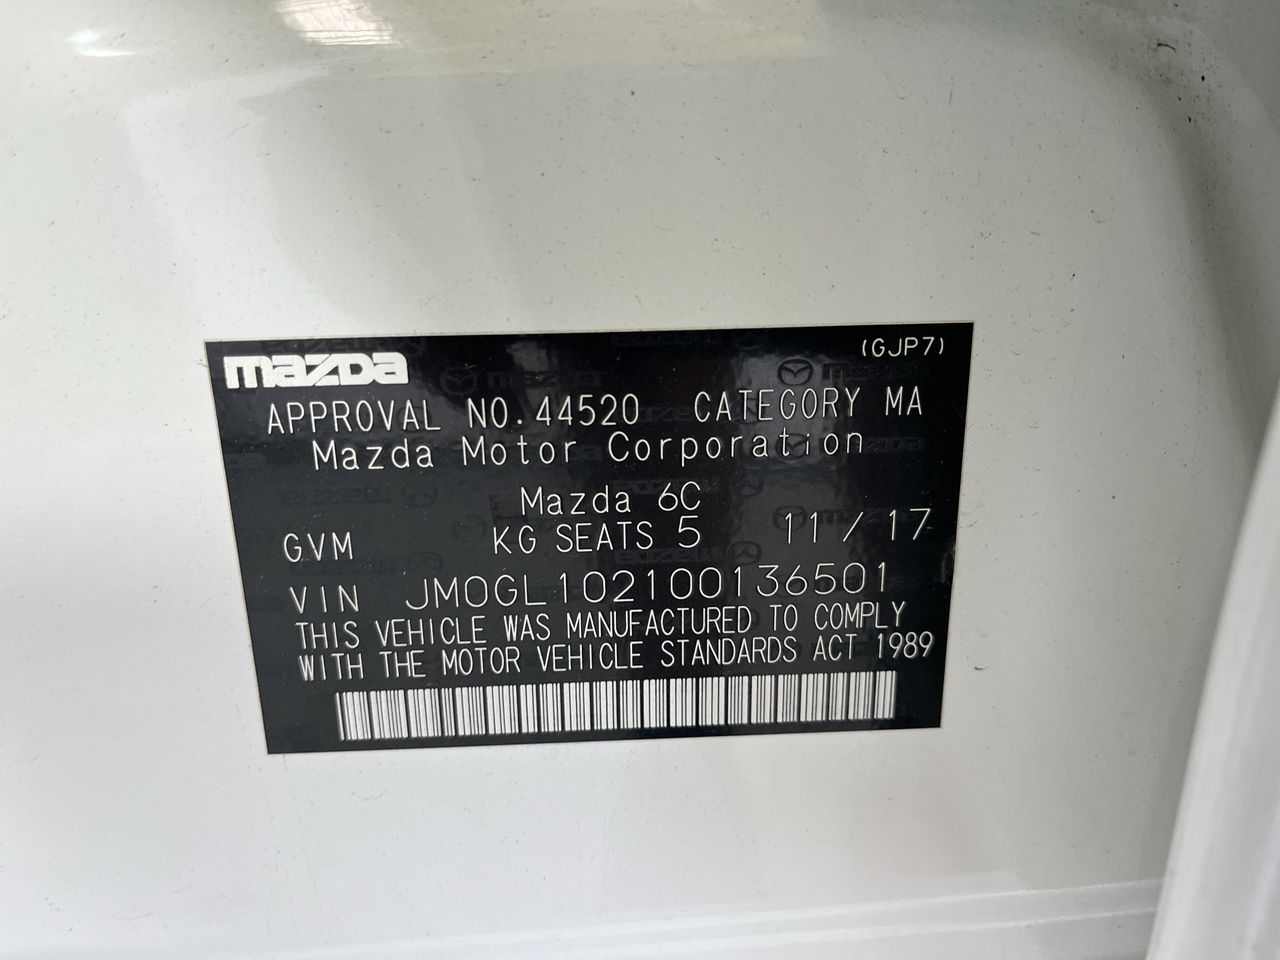 mazda
(GJP7)
APPROVAL NO. 44520 CATEGORY MA
Mazda Motor Corporation
Mazda 6C
GVM KG SEATS 5 11/17
VIN JM0GL102100136501
THIS VEHICLE WAS MANUFACTURED TO COMPLY
WITH THE MOTOR VEHICLE STANDARDS ACT 1989